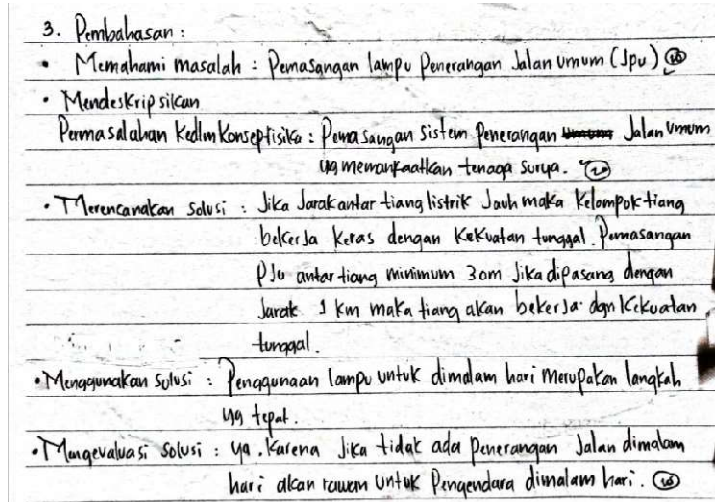 3. Pembahasan :
• Memahami masalah : Pemasangan lampu Penerangan Jalan umum (Jpu)
• Mendeskripsikan
Permasalahan kedlm konsep fisika : Pemasangan sistem Penerangan Jalan umum
yg memanfaatkan tenaga surya.
• Merencanakan solusi : Jika Jarak antar tiang listrik Jauh maka kelompok tiang
bekerja keras dengan kekuatan tunggal. Pemasangan
PJU antar tiang minimum 30m Jika dipasang dengan
Jarak 1 km maka tiang akan bekerja dgn kekuatan
tunggal.
• Menggunakan solusi : Penggunaan lampu untuk dimalam hari merupakan langkah
yg tepat.
• Mengevaluasi solusi : ya. Karena Jika tidak ada penerangan Jalan dimalam
hari akan rawan untuk Pengendara dimalam hari.